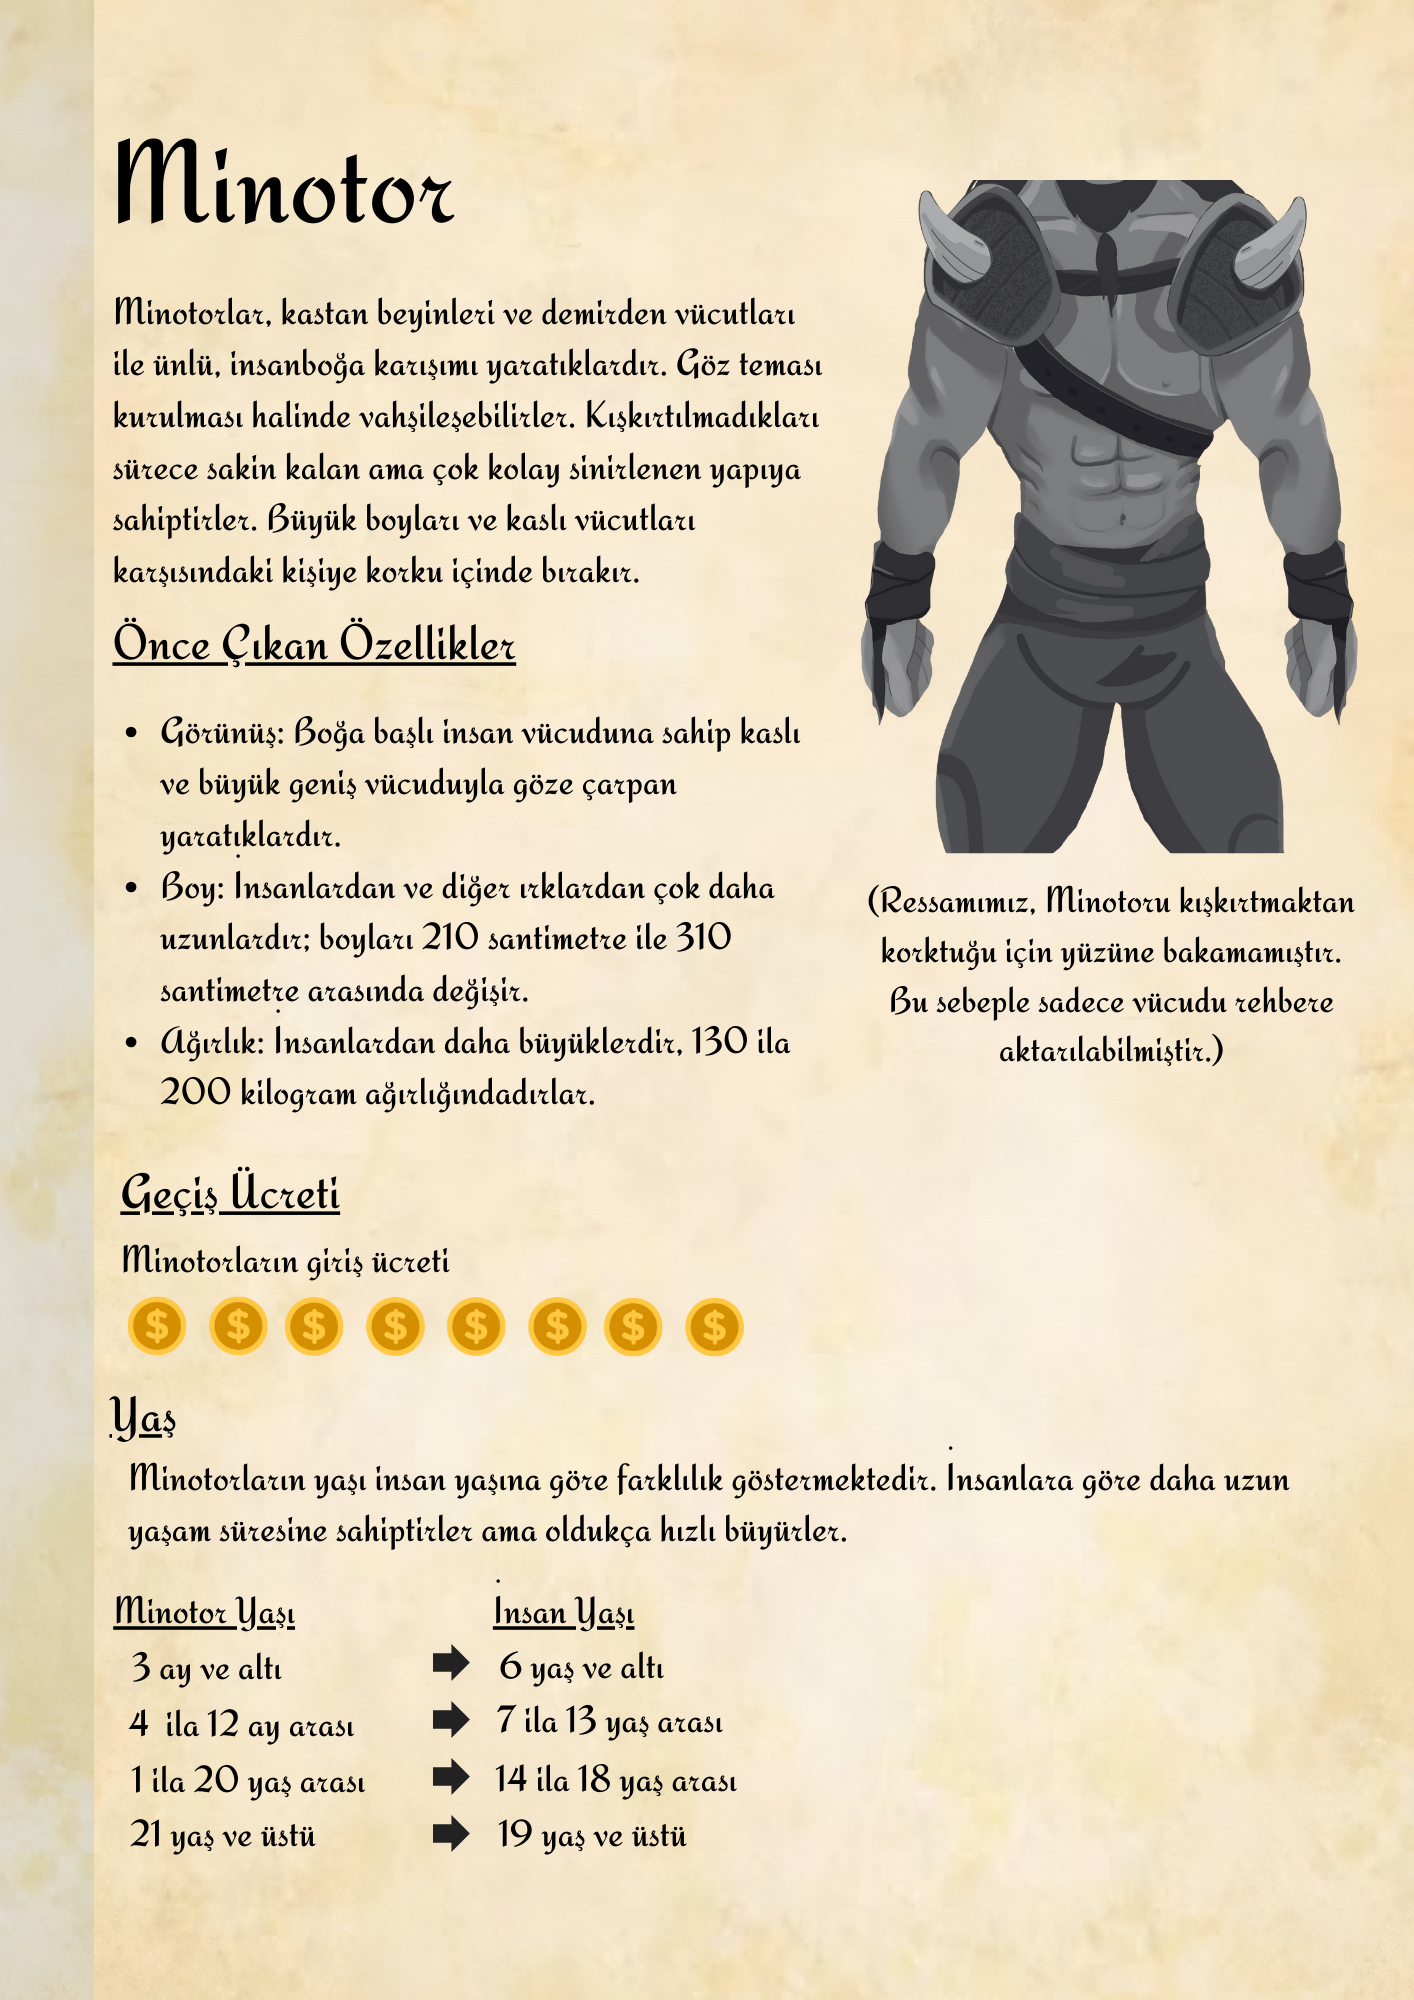 Minotor
Minotorlar, kastan beyinleri ve demirden vücutları
ile ünlü, insanboğa karışımı yaratıklardır. Göz teması
kurulması halinde vahşileşebilirler. Kışkırtılmadıkları
sürece sakin kalan ama çok kolay sinirlenen yapıya
sahiptirler. Büyük boyları ve kaslı vücutları
karşısındaki kişiye korku içinde bırakır.
Önce Çıkan Özellikler
• Görünüş: Boğa başlı insan vücuduna sahip kaslı
ve büyük geniş vücuduyla göze çarpan
yaratıklardır.
• Boy: İnsanlardan ve diğer ırklardan çok daha
uzunlardır; boyları 210 santimetre ile 310
santimetre arasında değişir.
• Ağırlık: İnsanlardan daha büyüklerdir, 130 ila
200 kilogram ağırlığındadırlar.
(Ressamımız, Minotoru kışkırtmaktan
korktuğu için yüzüne bakamamıştır.
Bu sebeple sadece vücudu rehbere
aktarılabilmiştir.)
Geçiş Ücreti
Minotorların giriş ücreti
$ $ $ $ $ $ $ $
Yaş
Minotorların yaşı insan yaşına göre farklılık göstermektedir. İnsanlara göre daha uzun
yaşam süresine sahiptirler ama oldukça hızlı büyürler.
Minotor Yaşı İnsan Yaşı
3 ay ve altı 6 yaş ve altı
4 ila 12 ay arası 7 ila 13 yaş arası
1 ila 20 yaş arası 14 ila 18 yaş arası
21 yaş ve üstü 19 yaş ve üstü